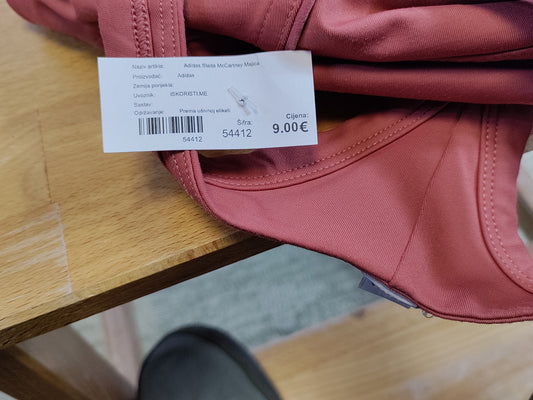 Naziv artikla: Adidas Stella McCartney Majica
Proizvođač: Adidas
Zemlja porijekla:
Uvoznik: ISKORISTI.ME
Sastav:
Održavanje: Prema ušivnoj etiketi
54412
Šifra:
54412
Cijena:
9.00€